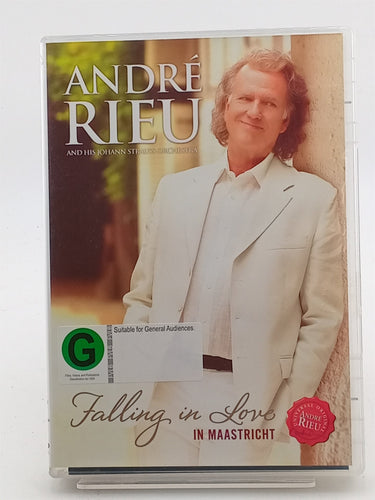 ANDRÉ
RIEU
AND HIS JOHANN STRAUSS ORCHESTRA
G
Suitable for General Audiences.
Falling in Love
IN MAASTRICHT
ANDRÉ
RIEU